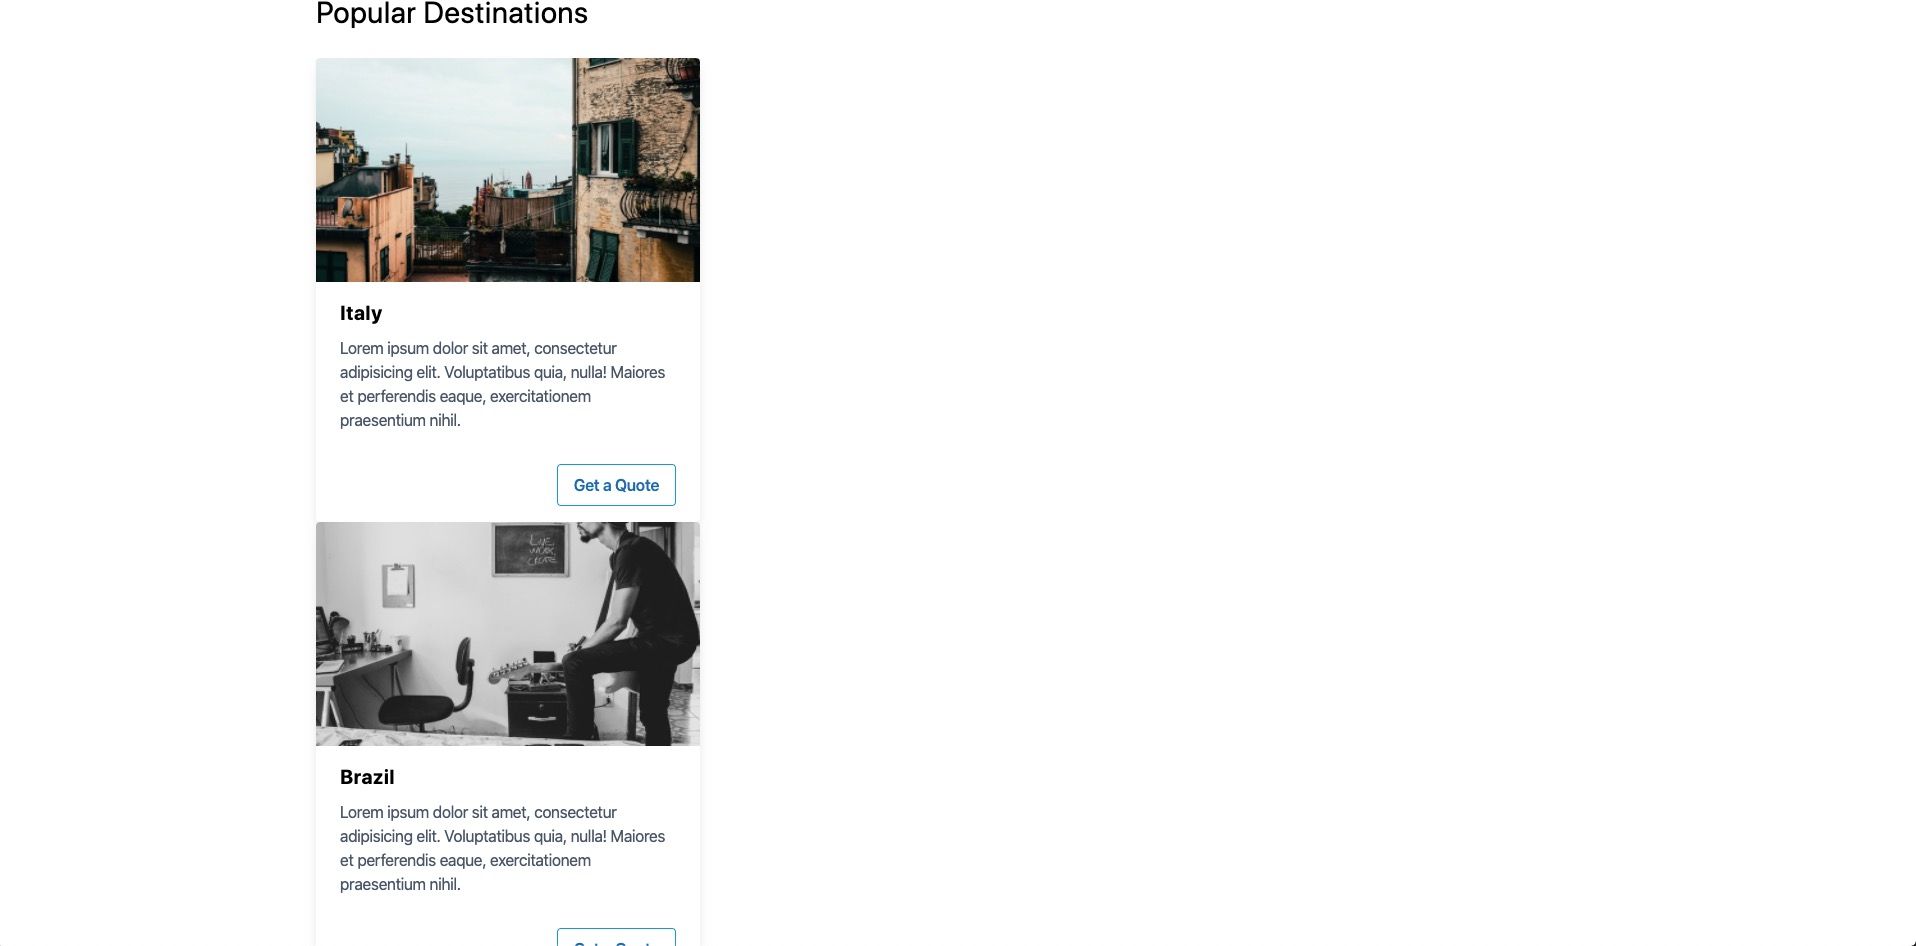 Popular Destinations
Italy
Lorem ipsum dolor sit amet, consectetur
adipisicing elit. Voluptatibus quia, nulla! Maiores
et perferendis eaque, exercitationem
praesentium nihil.
Get a Quote
LIVE,
WORK,
CREATE
Brazil
Lorem ipsum dolor sit amet, consectetur
adipisicing elit. Voluptatibus quia, nulla! Maiores
et perferendis eaque, exercitationem
praesentium nihil.